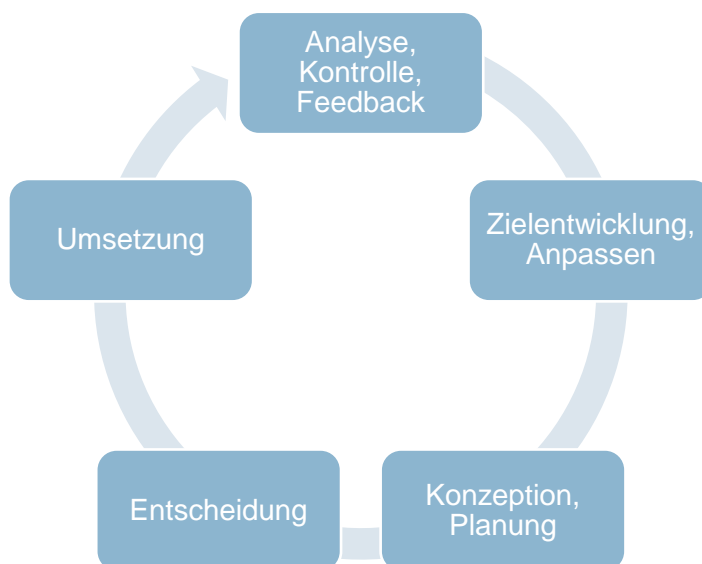 Analyse,
Kontrolle,
Feedback
Zielentwicklung,
Anpassen
Konzeption,
Planung
Entscheidung
Umsetzung